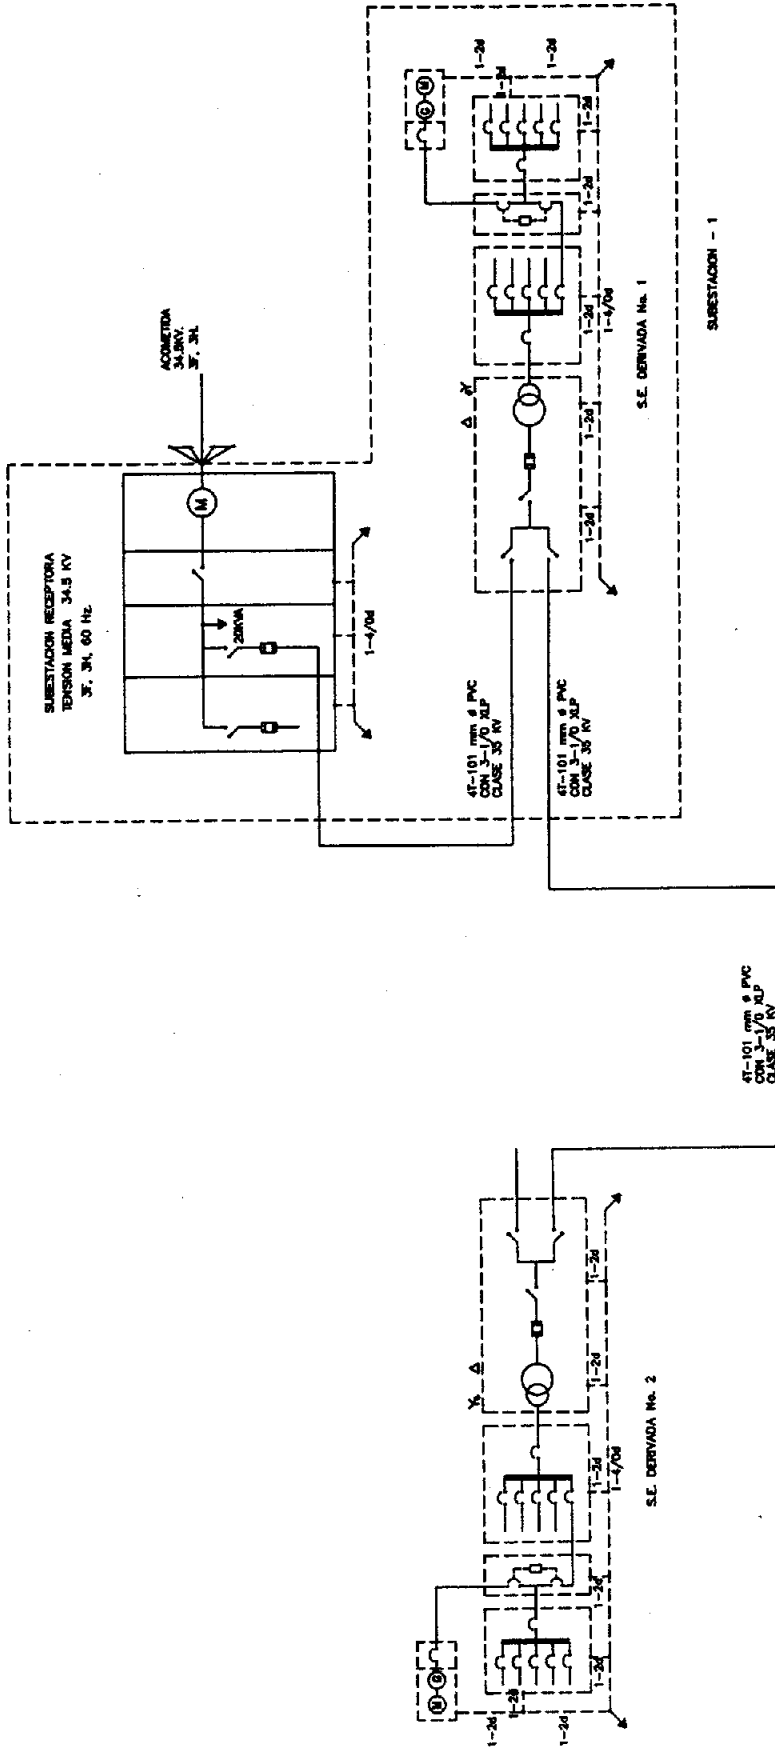 ACOMETIDA
34.5KV.
3F, 3H.
SUBESTACION RECEPTORA
TENSION MEDIA 34.5 KV
3F, 3H, 60 Hz.
M
20KVA
1-4/0d
M
G
1-2d
1-2d
1-2d
1-2d
1-2d
1-2d
1-4/0d
1-2d
1-2d
Δ
S.E. DERIVADA No. 1
SUBESTACION - 1
4T-101 mm ø PVC
CON 3-1/0 XLP
CLASE 35 KV
4T-101 mm ø PVC
CON 3-1/0 XLP
CLASE 35 KV
4T-101 mm ø PVC
CON 3-1/0 XLP
CLASE 35 KV
Δ
1-2d
1-2d
1-2d
1-4/0d
1-2d
1-2d
1-2d
1-2d
1-2d
M
G
S.E. DERIVADA No. 2